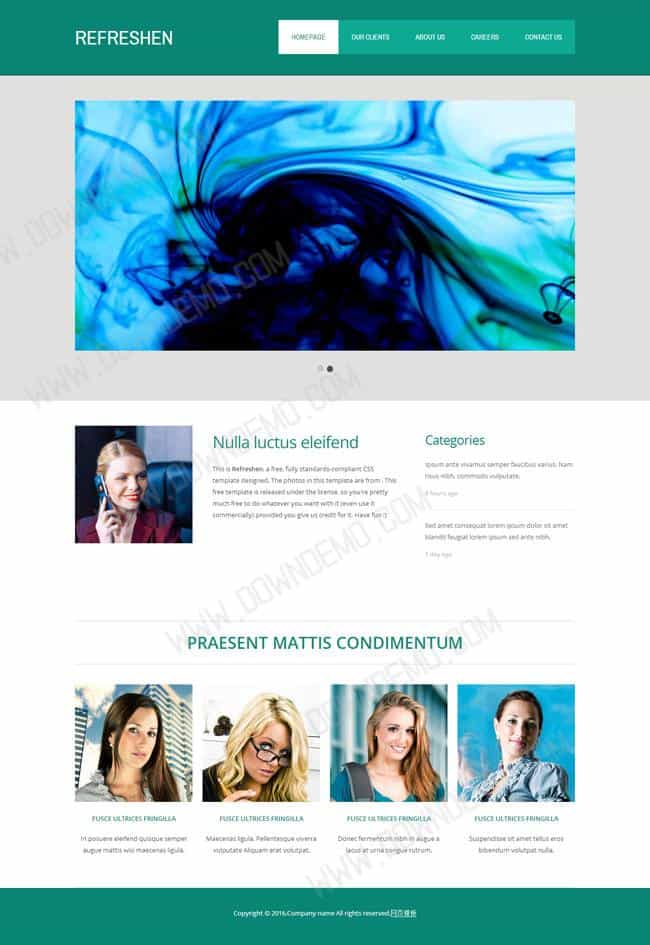 REFRESHEN
HOMEPAGE OUR CLIENTS ABOUT US CAREERS CONTACT US
WWW.DOWNDEMO.COM
Nulla luctus eleifend
This is Refreshen, a free, fully standards-compliant CSS
template designed. The photos in this template are from . This
free template is released under the license, so you're pretty
much free to do whatever you want with it (even use it
commercially) provided you give us credit for it. Have fun :)
Categories
Ipsum ante vivamus semper faucibus varius. Nam
risus nibh, commodo vulputate.
4 hours ago
Sed amet consequat lorem ipsum dolor sit amet
blandit feugiat lorem ipsum sed ante nibh.
1 day ago
WWW.DOWNDEMO.COM
PRAESENT MATTIS CONDIMENTUM
FUSCE ULTRICES FRINGILLA FUSCE ULTRICES FRINGILLA FUSCE ULTRICES FRINGILLA FUSCE ULTRICES FRINGILLA
In posuere eleifend quisque semper
augue mattis wisi maecenas ligula.
Maecenas ligula. Pellentesque viverra
vulputate Aliquam erat volutpat.
Donec fermentum nibh in augue a
lacus at urna congue rutrum.
Suspendisse sit amet tellus eros
bibendum volutpat nulla.
Copyright © 2016.Company name All rights reserved.网页模板